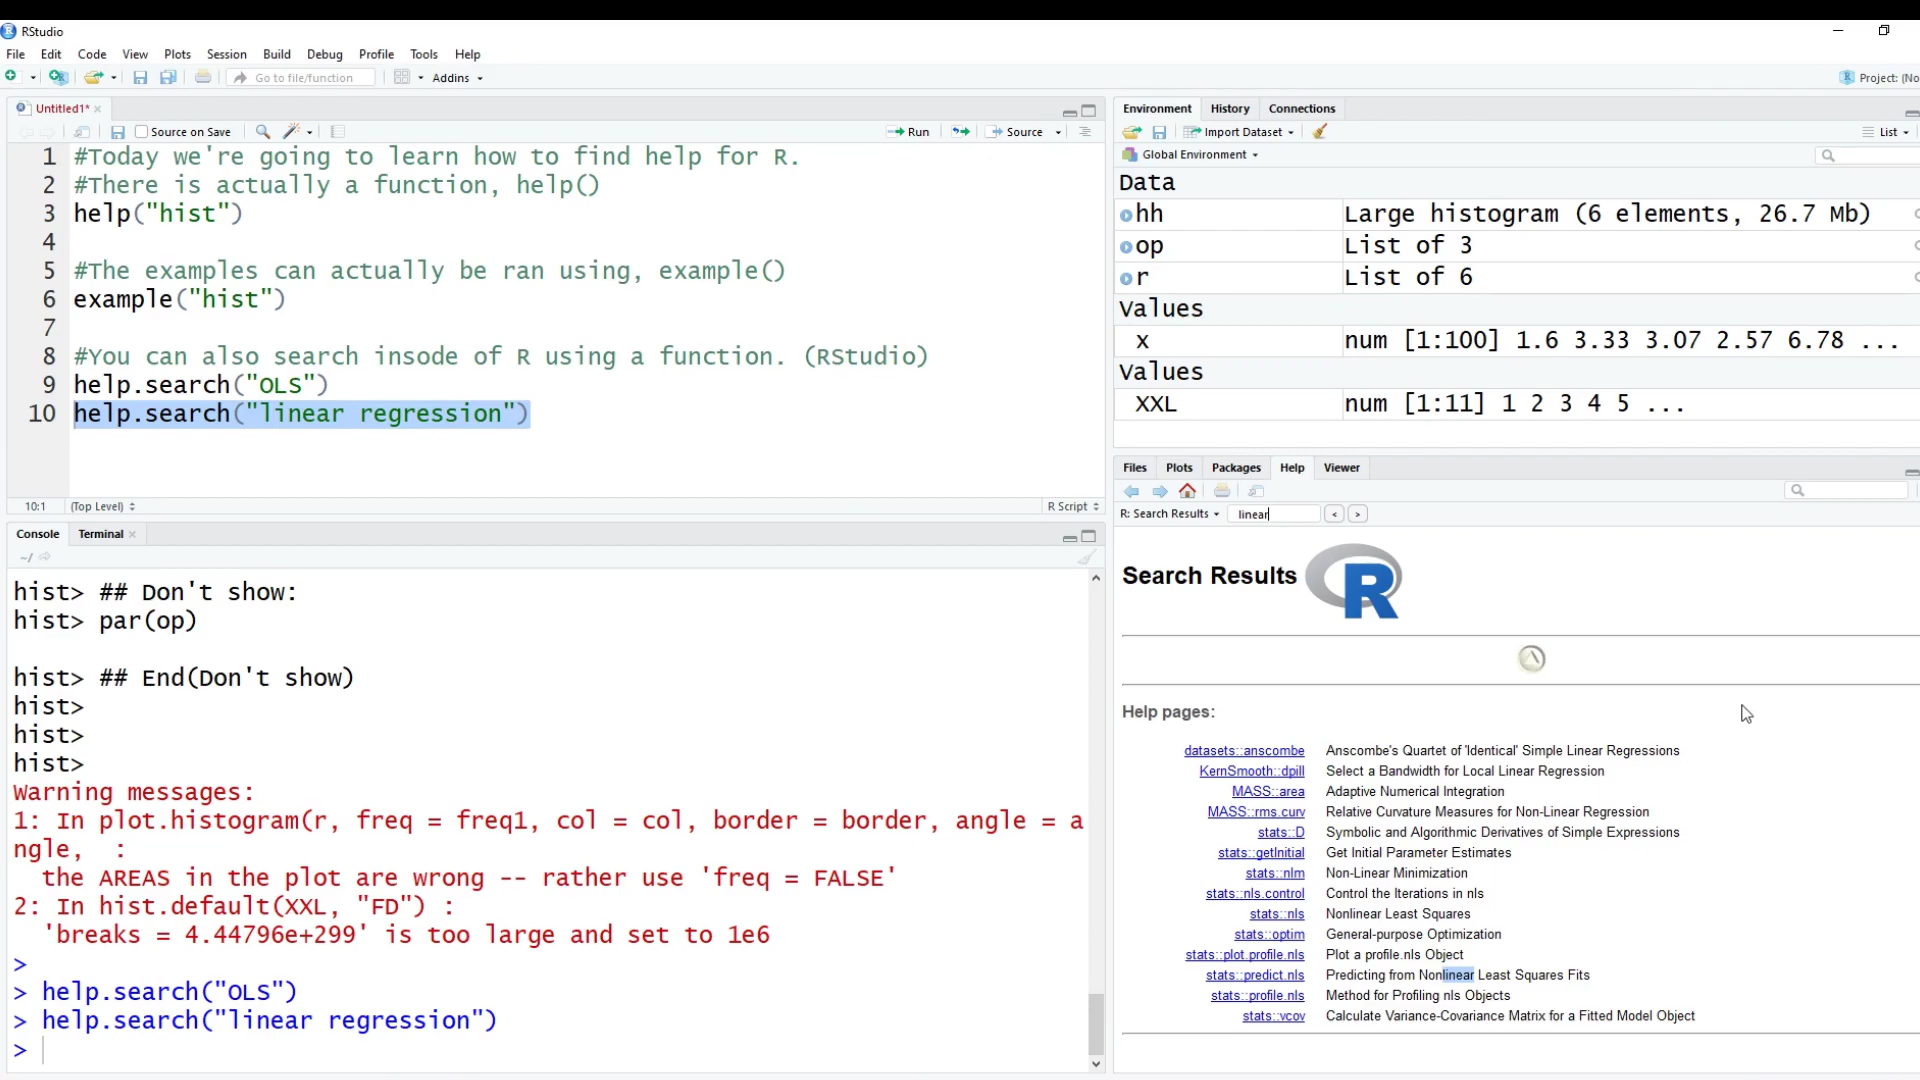 RStudio
File Edit Code View Plots Session Build Debug Profile Tools Help
Go to file/function Addins
Project: (No
Untitled1*
Source on Save Run Source
1 #Today we're going to learn how to find help for R.
2 #There is actually a function, help()
3 help("hist")
4
5 #The examples can actually be ran using, example()
6 example("hist")
7
8 #You can also search insode of R using a function. (RStudio)
9 help.search("OLS")
10 help.search("linear regression")
10:1 (Top Level) R Script
Console Terminal
~/
hist> ## Don't show:
hist> par(op)
hist> ## End(Don't show)
hist>
hist>
hist>
Warning messages:
1: In plot.histogram(r, freq = freq1, col = col, border = border, angle = a
ngle,  :
the AREAS in the plot are wrong -- rather use 'freq = FALSE'
2: In hist.default(XXL, "FD") :
'breaks = 4.44796e+299' is too large and set to 1e6
>
> help.search("OLS")
> help.search("linear regression")
>
Environment History Connections
Import Dataset List
Global Environment
Data
hh Large histogram (6 elements, 26.7 Mb)
op List of 3
r List of 6
Values
x num [1:100] 1.6 3.33 3.07 2.57 6.78 ...
Values
XXL num [1:11] 1 2 3 4 5 ...
Files Plots Packages Help Viewer
R: Search Results linear < >
Search Results R
Help pages:
datasets::anscombe Anscombe's Quartet of 'Identical' Simple Linear Regressions
KernSmooth::dpill Select a Bandwidth for Local Linear Regression
MASS::area Adaptive Numerical Integration
MASS::rms.curv Relative Curvature Measures for Non-Linear Regression
stats::D Symbolic and Algorithmic Derivatives of Simple Expressions
stats::getInitial Get Initial Parameter Estimates
stats::nlm Non-Linear Minimization
stats::nls.control Control the Iterations in nls
stats::nls Nonlinear Least Squares
stats::optim General-purpose Optimization
stats::plot.profile.nls Plot a profile.nls Object
stats::predict.nls Predicting from Nonlinear Least Squares Fits
stats::profile.nls Method for Profiling nls Objects
stats::vcov Calculate Variance-Covariance Matrix for a Fitted Model Object